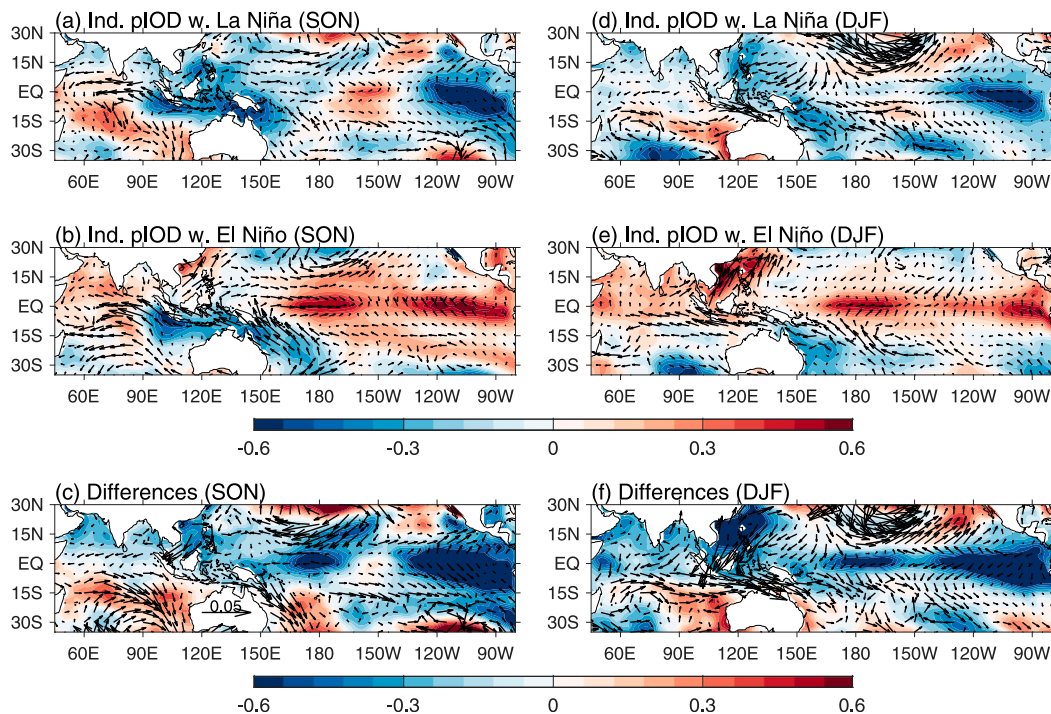 (a) Ind. pIOD w. La Niña (SON)
30N
15N
EQ
15S
30S
60E 90E 120E 150E 180 150W 120W 90W
(d) Ind. pIOD w. La Niña (DJF)
30N
15N
EQ
15S
30S
60E 90E 120E 150E 180 150W 120W 90W
(b) Ind. pIOD w. El Niño (SON)
30N
15N
EQ
15S
30S
60E 90E 120E 150E 180 150W 120W 90W
(e) Ind. pIOD w. El Niño (DJF)
30N
15N
EQ
15S
30S
60E 90E 120E 150E 180 150W 120W 90W
-0.6 -0.3 0 0.3 0.6
(c) Differences (SON)
30N
15N
EQ
15S
30S
0.05
60E 90E 120E 150E 180 150W 120W 90W
(f) Differences (DJF)
30N
15N
EQ
15S
30S
60E 90E 120E 150E 180 150W 120W 90W
-0.6 -0.3 0 0.3 0.6